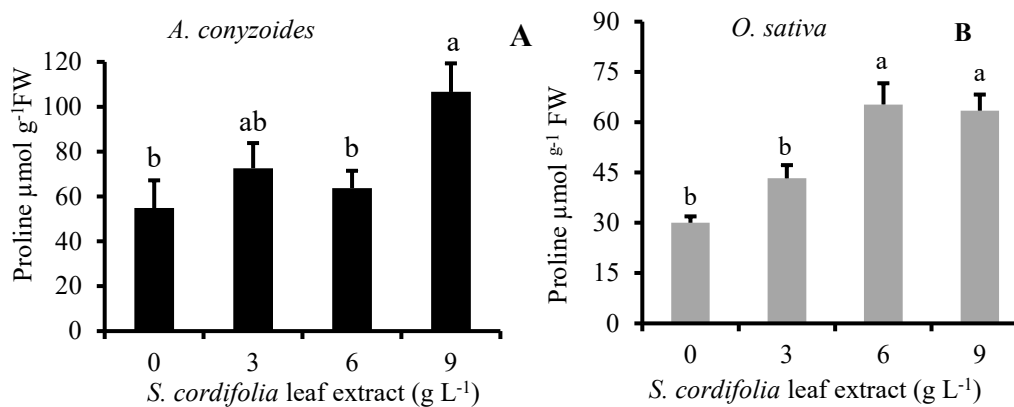 A. conyzoides
A
Proline µmol g⁻¹FW
120
100
80
60
40
20
0
b
ab
b
a
0 3 6 9
S. cordifolia leaf extract (g L⁻¹)
O. sativa
B
Proline µmol g⁻¹ FW
90
75
60
45
30
15
0
b
b
a
a
0 3 6 9
S. cordifolia leaf extract (g L⁻¹)